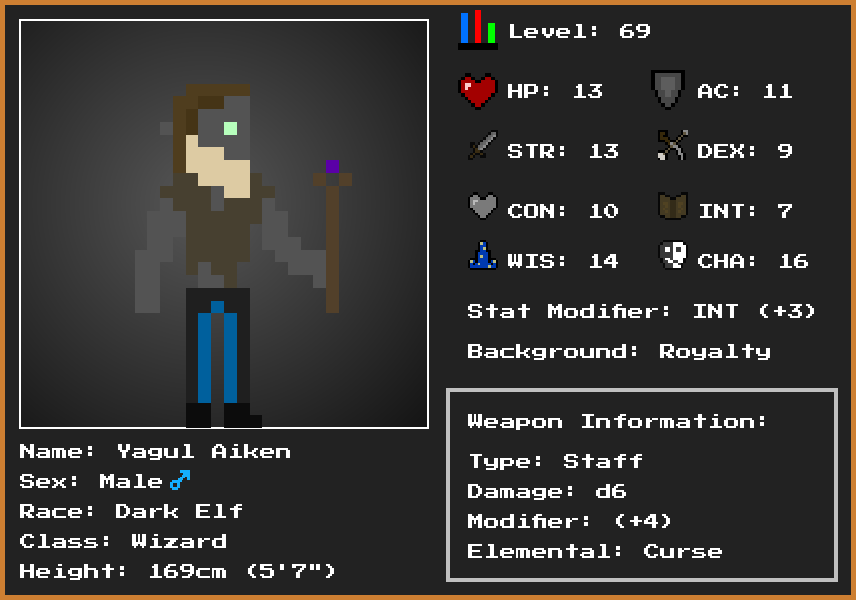 Level: 69
HP: 13
AC: 11
STR: 13
DEX: 9
CON: 10
INT: 7
WIS: 14
CHA: 16
Stat Modifier: INT (+3)
Background: Royalty
Weapon Information:
Type: Staff
Damage: d6
Modifier: (+4)
Elemental: Curse
Name: Yagul Aiken
Sex: Male♂
Race: Dark Elf
Class: Wizard
Height: 169cm (5'7")